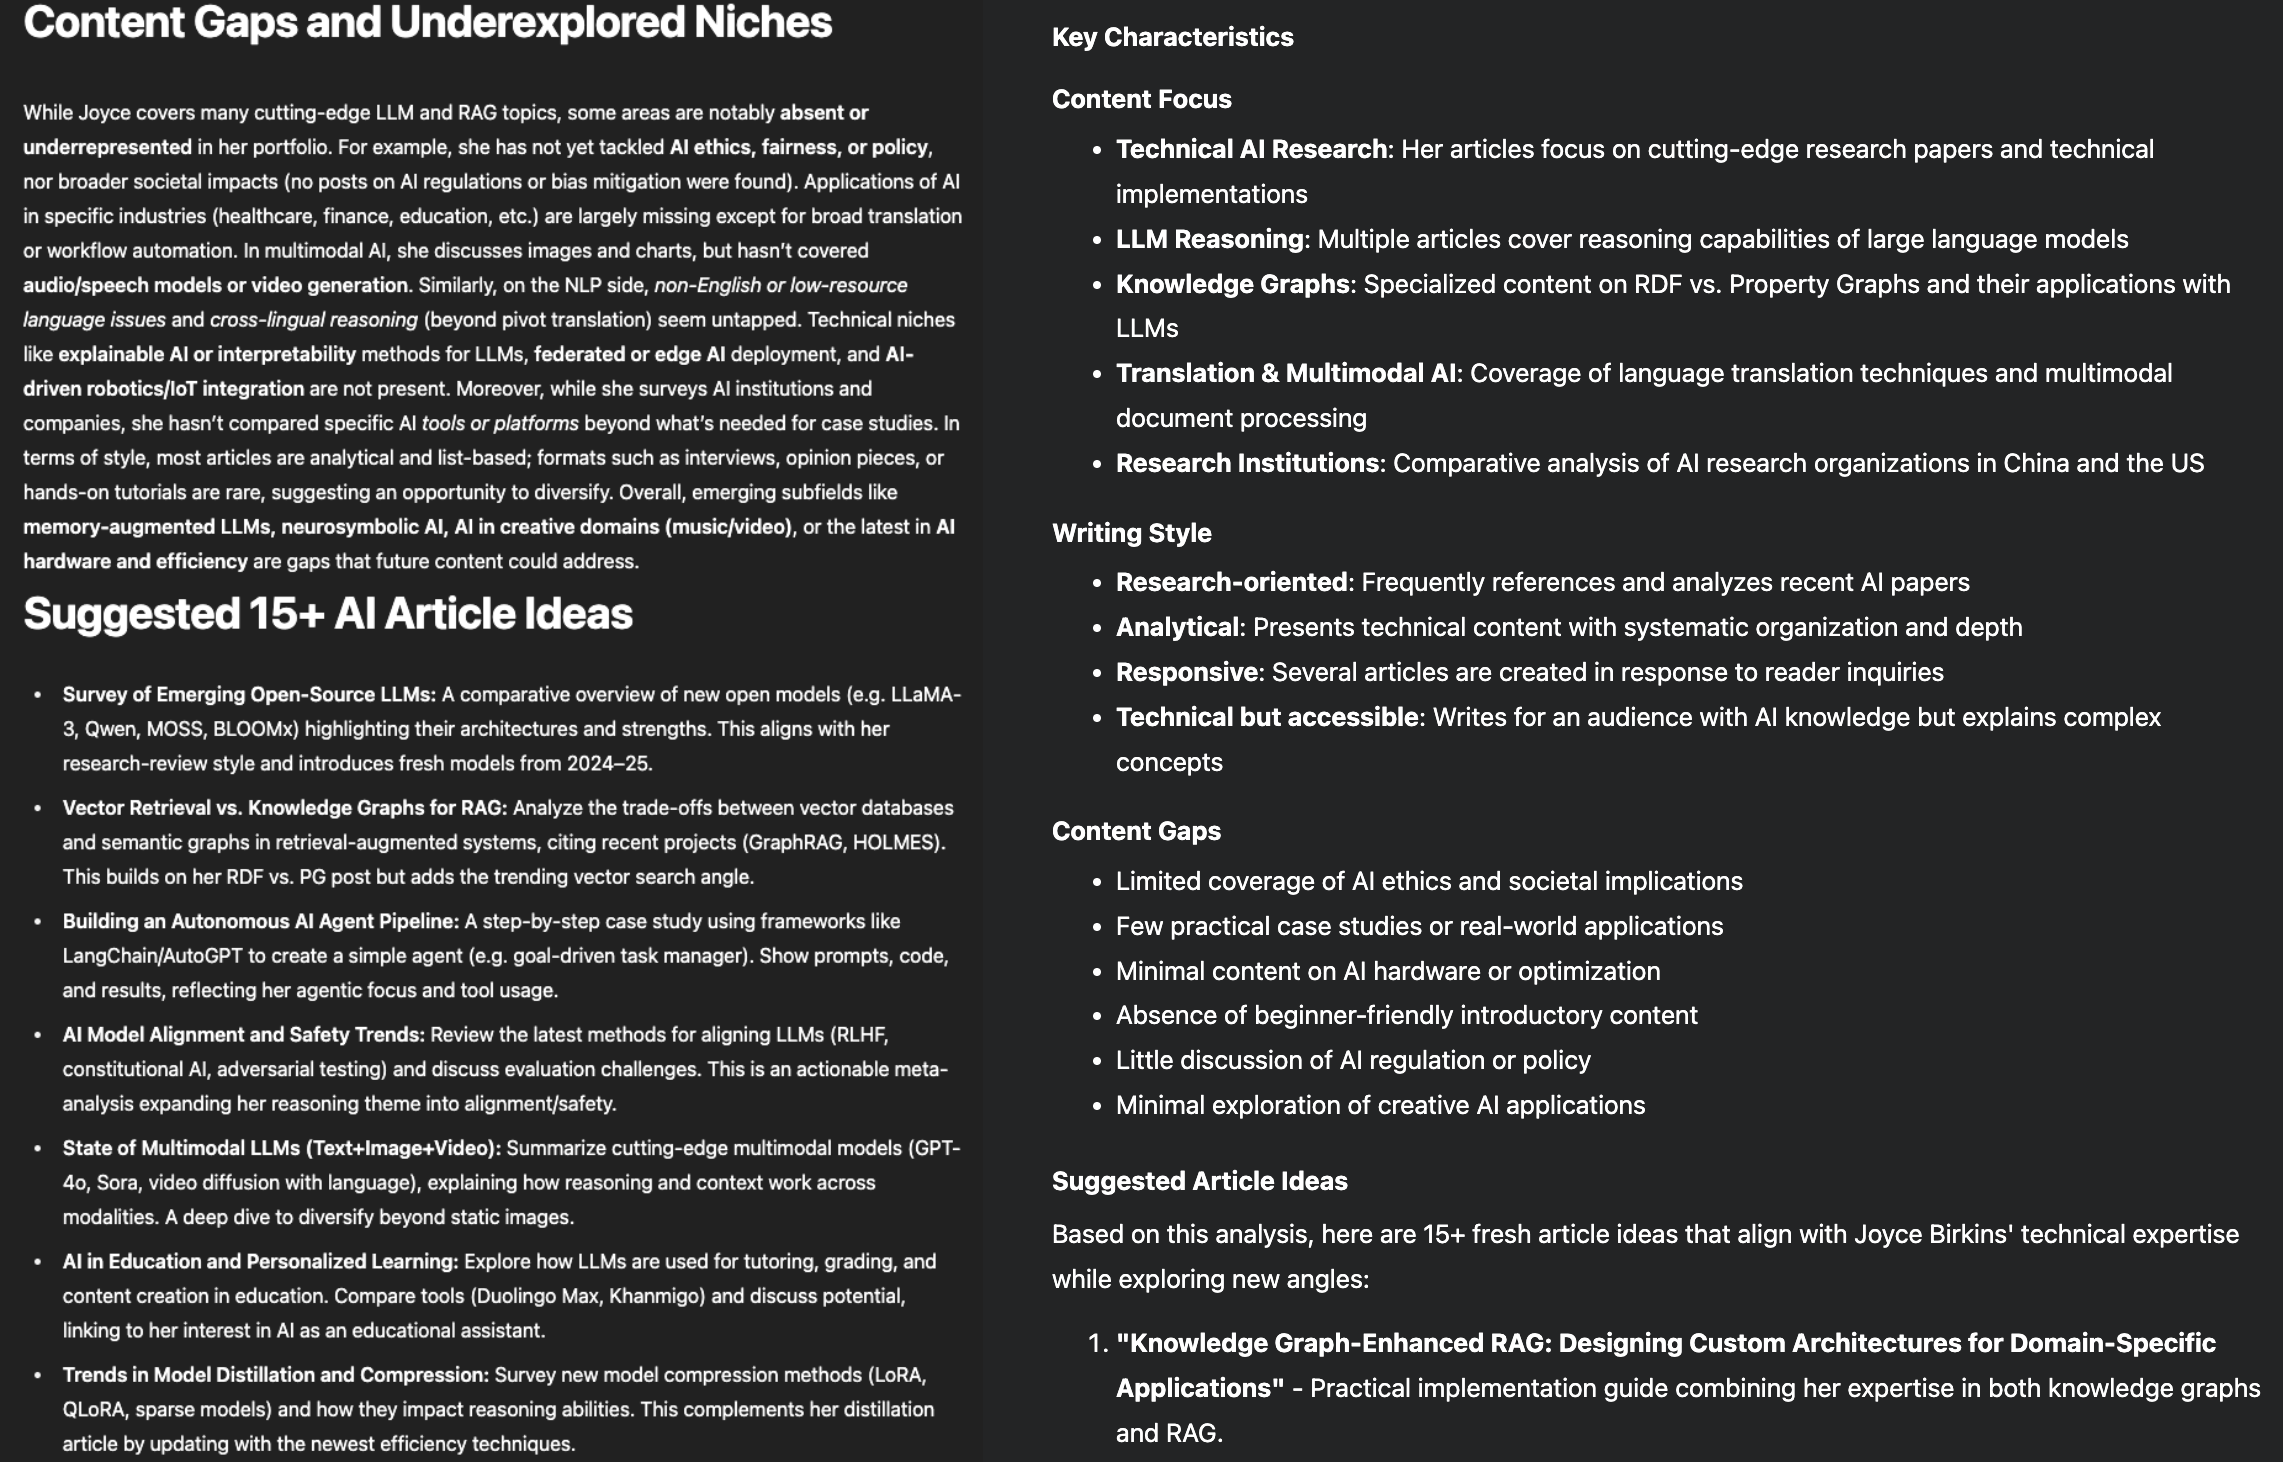 Content Gaps and Underexplored Niches
While Joyce covers many cutting-edge LLM and RAG topics, some areas are notably absent or
underrepresented in her portfolio. For example, she has not yet tackled AI ethics, fairness, or policy,
nor broader societal impacts (no posts on AI regulations or bias mitigation were found). Applications of AI
in specific industries (healthcare, finance, education, etc.) are largely missing except for broad translation
or workflow automation. In multimodal AI, she discusses images and charts, but hasn't covered
audio/speech models or video generation. Similarly, on the NLP side, non-English or low-resource
language issues and cross-lingual reasoning (beyond pivot translation) seem untapped. Technical niches
like explainable AI or interpretability methods for LLMs, federated or edge AI deployment, and AI-
driven robotics/IoT integration are not present. Moreover, while she surveys AI institutions and
companies, she hasn't compared specific AI tools or platforms beyond what's needed for case studies. In
terms of style, most articles are analytical and list-based; formats such as interviews, opinion pieces, or
hands-on tutorials are rare, suggesting an opportunity to diversify. Overall, emerging subfields like
memory-augmented LLMs, neurosymbolic AI, AI in creative domains (music/video), or the latest in AI
hardware and efficiency are gaps that future content could address.
Suggested 15+ AI Article Ideas
• Survey of Emerging Open-Source LLMs: A comparative overview of new open models (e.g. LLaMA-
3, Qwen, MOSS, BLOOMx) highlighting their architectures and strengths. This aligns with her
research-review style and introduces fresh models from 2024–25.
• Vector Retrieval vs. Knowledge Graphs for RAG: Analyze the trade-offs between vector databases
and semantic graphs in retrieval-augmented systems, citing recent projects (GraphRAG, HOLMES).
This builds on her RDF vs. PG post but adds the trending vector search angle.
• Building an Autonomous AI Agent Pipeline: A step-by-step case study using frameworks like
LangChain/AutoGPT to create a simple agent (e.g. goal-driven task manager). Show prompts, code,
and results, reflecting her agentic focus and tool usage.
• AI Model Alignment and Safety Trends: Review the latest methods for aligning LLMs (RLHF,
constitutional AI, adversarial testing) and discuss evaluation challenges. This is an actionable meta-
analysis expanding her reasoning theme into alignment/safety.
• State of Multimodal LLMs (Text+Image+Video): Summarize cutting-edge multimodal models (GPT-
4o, Sora, video diffusion with language), explaining how reasoning and context work across
modalities. A deep dive to diversify beyond static images.
• AI in Education and Personalized Learning: Explore how LLMs are used for tutoring, grading, and
content creation in education. Compare tools (Duolingo Max, Khanmigo) and discuss potential,
linking to her interest in AI as an educational assistant.
• Trends in Model Distillation and Compression: Survey new model compression methods (LoRA,
QLoRA, sparse models) and how they impact reasoning abilities. This complements her distillation
article by updating with the newest efficiency techniques.
Key Characteristics
Content Focus
• Technical AI Research: Her articles focus on cutting-edge research papers and technical
implementations
• LLM Reasoning: Multiple articles cover reasoning capabilities of large language models
• Knowledge Graphs: Specialized content on RDF vs. Property Graphs and their applications with
LLMs
• Translation & Multimodal AI: Coverage of language translation techniques and multimodal
document processing
• Research Institutions: Comparative analysis of AI research organizations in China and the US
Writing Style
• Research-oriented: Frequently references and analyzes recent AI papers
• Analytical: Presents technical content with systematic organization and depth
• Responsive: Several articles are created in response to reader inquiries
• Technical but accessible: Writes for an audience with AI knowledge but explains complex
concepts
Content Gaps
• Limited coverage of AI ethics and societal implications
• Few practical case studies or real-world applications
• Minimal content on AI hardware or optimization
• Absence of beginner-friendly introductory content
• Little discussion of AI regulation or policy
• Minimal exploration of creative AI applications
Suggested Article Ideas
Based on this analysis, here are 15+ fresh article ideas that align with Joyce Birkins' technical expertise
while exploring new angles:
1. "Knowledge Graph-Enhanced RAG: Designing Custom Architectures for Domain-Specific
Applications" - Practical implementation guide combining her expertise in both knowledge graphs
and RAG.